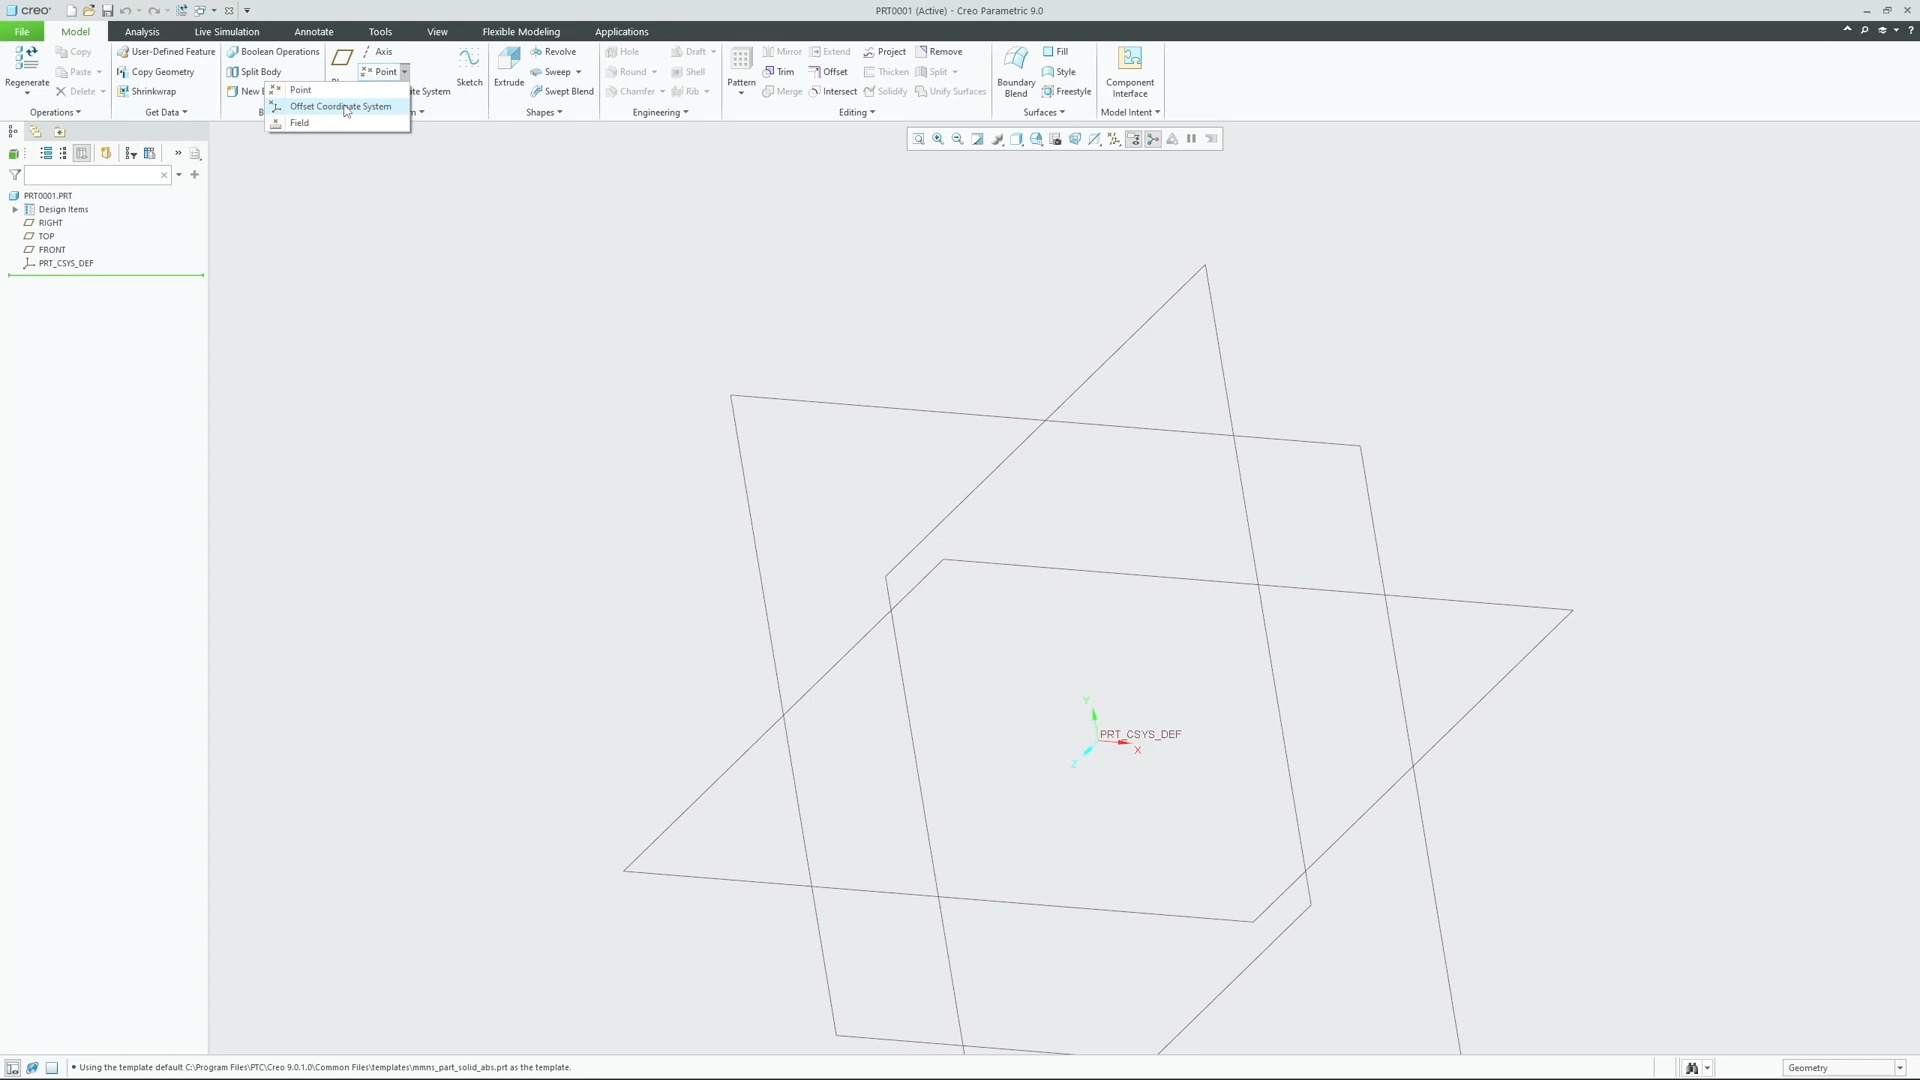 creo
PRT0001 (Active) - Creo Parametric 9.0
File Model Analysis Live Simulation Annotate Tools View Flexible Modeling Applications
Copy User-Defined Feature Boolean Operations Axis Revolve Hole Draft Mirror Extend Project Remove Fill
Regenerate Paste Copy Geometry Split Body Point Sketch Extrude Sweep Round Shell Pattern Trim Offset Thicken Split Boundary Blend Style Component Interface
Delete Shrinkwrap Swept Blend Chamfer Rib Merge Intersect Solidify Unify Surfaces Freestyle
Operations Get Data Shapes Engineering Editing Surfaces Model Intent
Point
Offset Coordinate System
Field
PRT0001.PRT
Design Items
RIGHT
TOP
FRONT
PRT_CSYS_DEF
Y
PRT_CSYS_DEF
X
Z
• Using the template default C:\Program Files\PTC\Creo 9.0.1.0\Common Files\templates\mmns_part_solid_abs.prt as the template.
Geometry